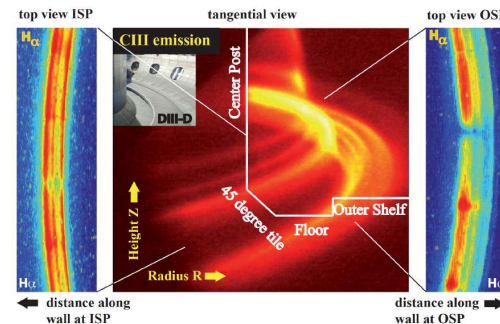 top view ISP
tangential view
top view OSP
Hα
CIII emission
DIII-D
Center Post
Height Z
45 degree tile
Floor
Outer Shelf
Radius R
Hα
Hα
distance along
wall at ISP
distance along
wall at OSP